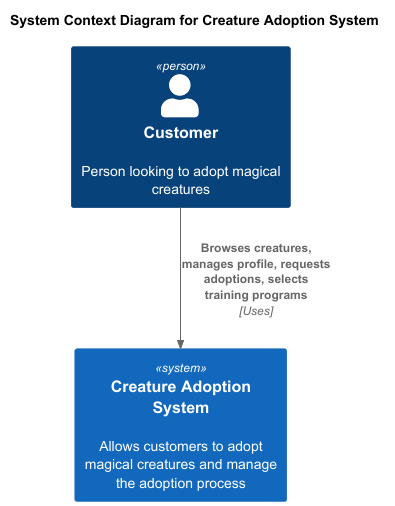 System Context Diagram for Creature Adoption System
«person»
Customer
Person looking to adopt magical
creatures
Browses creatures,
manages profile, requests
adoptions, selects
training programs
[Uses]
«system»
Creature Adoption
System
Allows customers to adopt
magical creatures and manage
the adoption process